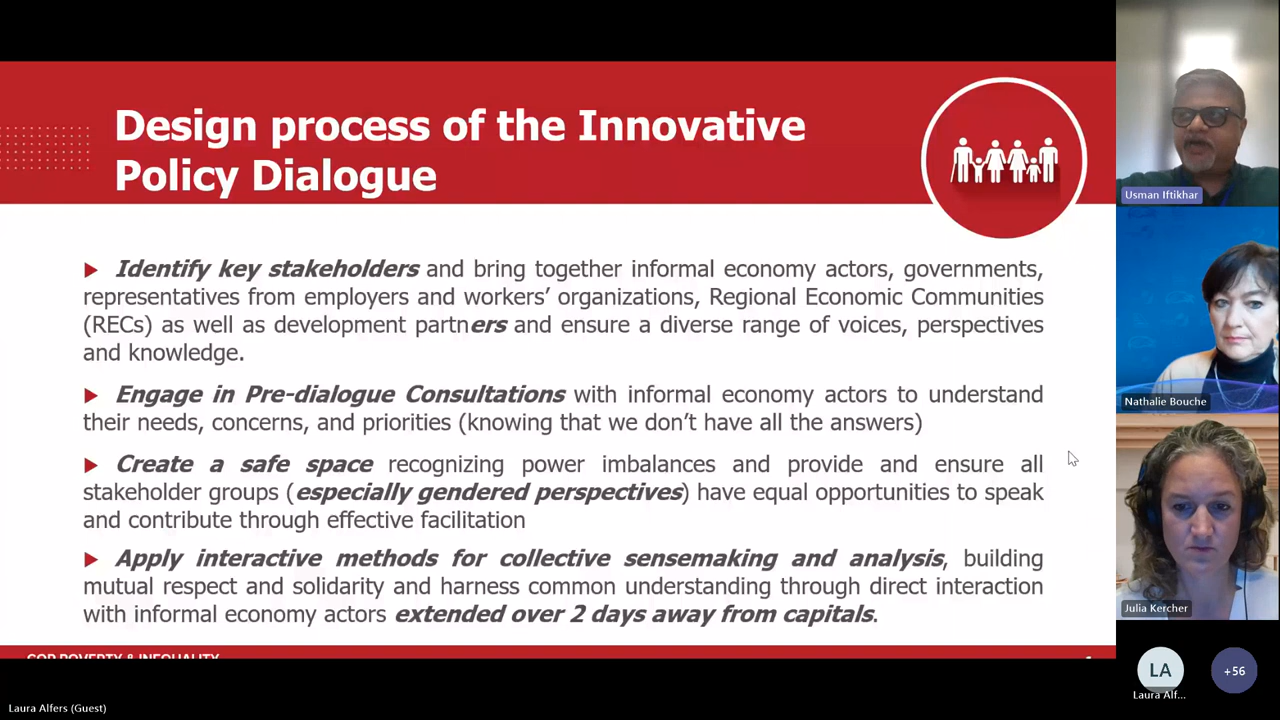 Design process of the Innovative
Policy Dialogue
Identify key stakeholders and bring together informal economy actors, governments,
representatives from employers and workers’ organizations, Regional Economic Communities
(RECs) as well as development partners and ensure a diverse range of voices, perspectives
and knowledge.
Engage in Pre-dialogue Consultations with informal economy actors to understand
their needs, concerns, and priorities (knowing that we don’t have all the answers)
Create a safe space recognizing power imbalances and provide and ensure all
stakeholder groups (especially gendered perspectives) have equal opportunities to speak
and contribute through effective facilitation
Apply interactive methods for collective sensemaking and analysis, building
mutual respect and solidarity and harness common understanding through direct interaction
with informal economy actors extended over 2 days away from capitals.
COP POVERTY & INEQUALITY
Usman Iftikhar
Nathalie Bouche
Julia Kercher
LA
Laura Alf...
+56
Laura Alfers (Guest)